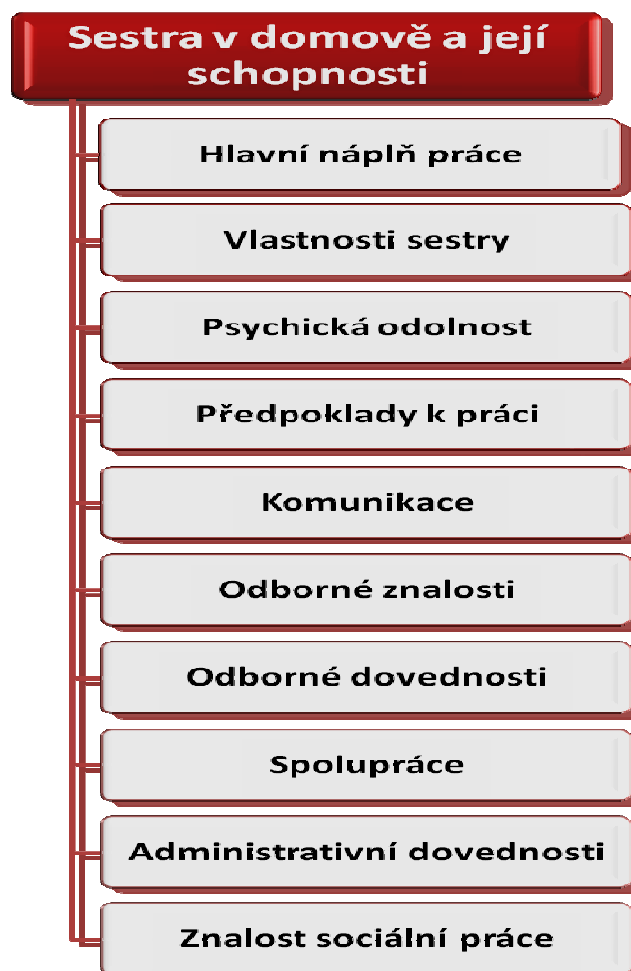 Sestra v domově a její
schopnosti
Hlavní náplň práce
Vlastnosti sestry
Psychická odolnost
Předpoklady k práci
Komunikace
Odborné znalosti
Odborné dovednosti
Spolupráce
Administrativní dovednosti
Znalost sociální práce